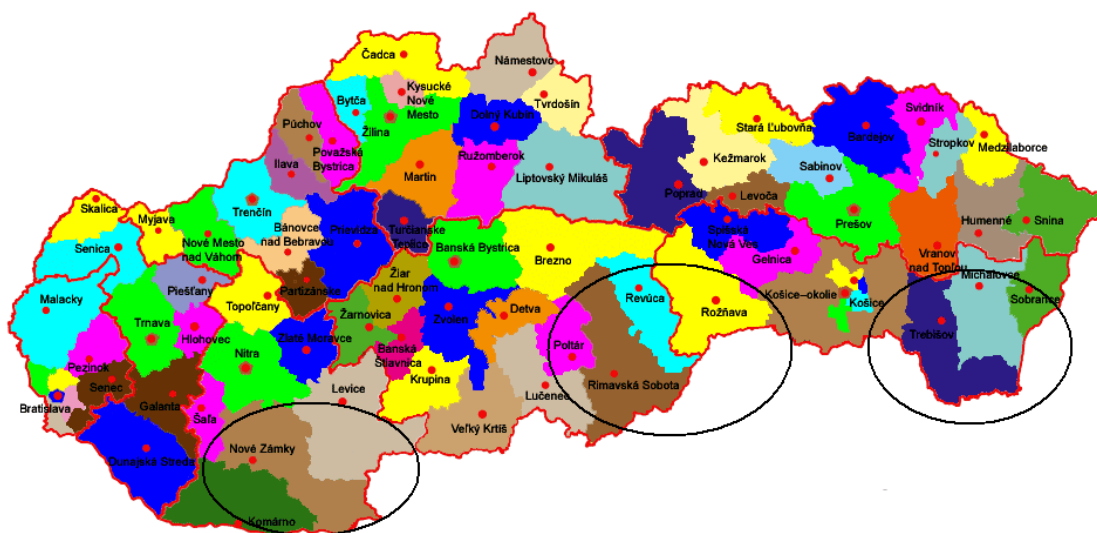 Čadca
Námestovo
Kysucké
Nové
Mesto
Bytča
Tvrdošín
Púchov
Žilina
Dolný Kubín
Svidník
Stará Ľubovňa
Bardejov
Stropkov
Medzilaborce
Považská
Bystrica
Ilava
Martin
Ružomberok
Liptovský Mikuláš
Kežmarok
Sabinov
Poprad
Levoča
Skalica
Myjava
Trenčín
Turčianske
Teplice
Bánovce
nad Bebravou
Prievidza
Nové Mesto
nad Váhom
Senica
Banská Bystrica
Brezno
Spišská
Nová Ves
Gelnica
Prešov
Humenné
Snina
Vranov
nad Topľou
Malacky
Piešťany
Topoľčany
Partizánske
Žiar
nad Hronom
Revúca
Rožňava
Košice–okolie
Košice
Michalovce
Sobrance
Trnava
Hlohovec
Zlaté Moravce
Žarnovica
Zvolen
Detva
Trebišov
Pezinok
Nitra
Banská
Štiavnica
Poltár
Senec
Krupina
Rimavská Sobota
Bratislava
Galanta
Šaľa
Levice
Lučenec
Veľký Krtíš
Nové Zámky
Dunajská Streda
Komárno